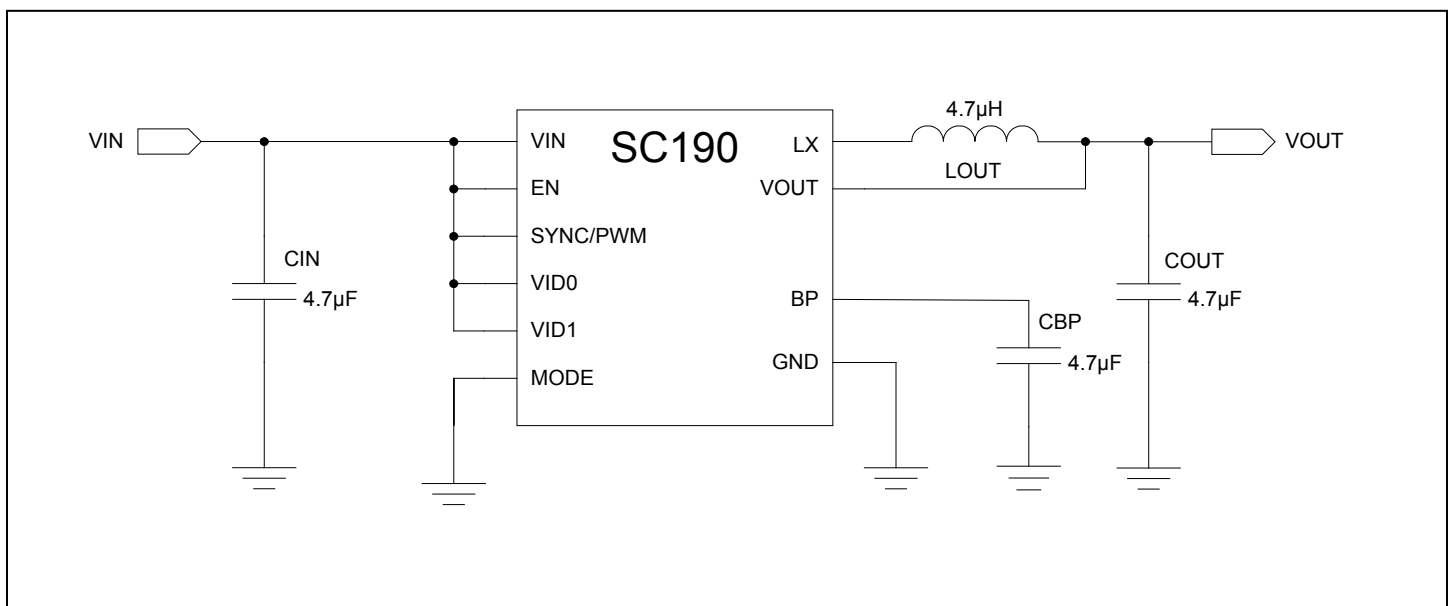 VIN
VIN
EN
SYNC/PWM
VID0
VID1
MODE
SC190
LX
VOUT
BP
GND
4.7µH
LOUT
VOUT
CIN
4.7µF
CBP
4.7µF
COUT
4.7µF